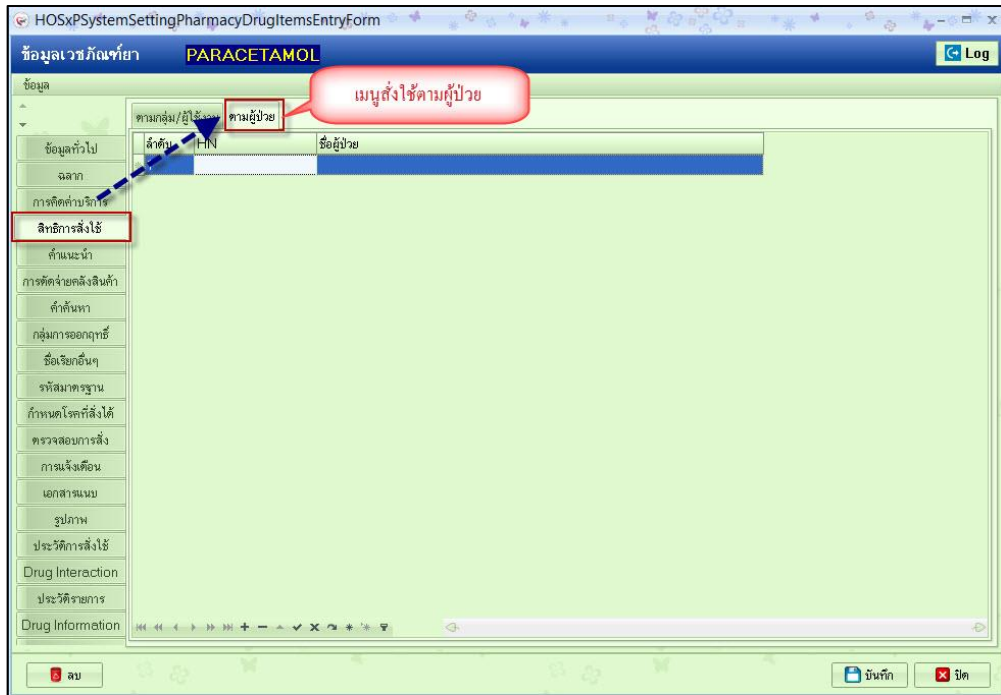 HOSxPSystemSettingPharmacyDrugItemsEntryForm
ข้อมูลเวชภัณฑ์ยา PARACETAMOL Log
ข้อมูล
เมนูสั่งใช้ตามผู้ป่วย
ตามกลุ่ม/ผู้ใช้งาน ตามผู้ป่วย
ลำดับ HN ชื่อผู้ป่วย
ข้อมูลทั่วไป
ฉลาก
การคิดค่าบริการ
สิทธิการสั่งใช้
คำแนะนำ
การตัดจ่ายคลังสินค้า
คำค้นหา
กลุ่มการออกฤทธิ์
ชื่อเรียกอื่นๆ
รหัสมาตรฐาน
กำหนดโรคที่สั่งได้
ตรวจสอบการสั่ง
การแจ้งเตือน
เอกสารแนบ
รูปภาพ
ประวัติการสั่งใช้
Drug Interaction
ประวัติรายการ
Drug Information
ลบ บันทึก ปิด